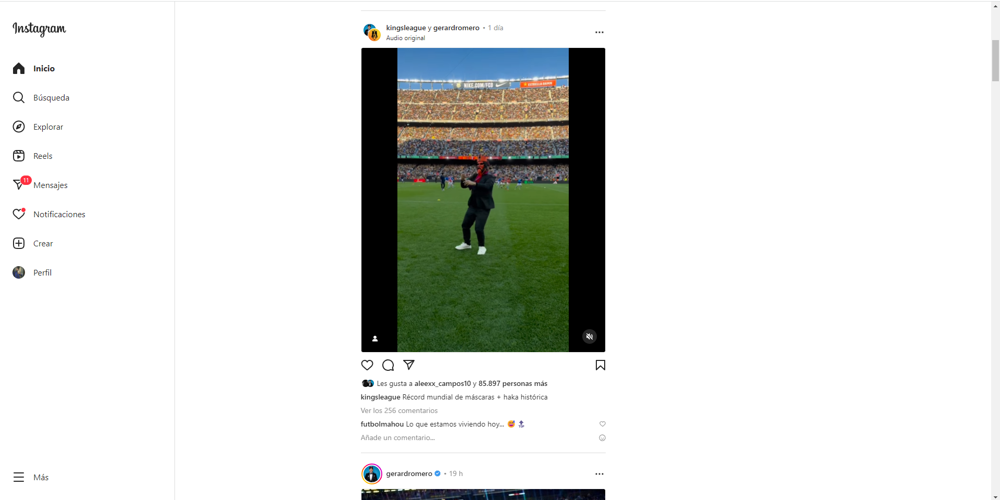 Instagram
Inicio
Búsqueda
Explorar
Reels
11
Mensajes
Notificaciones
Crear
Perfil
Más
kingsleague y gerardromero • 1 día
Audio original
NIKE.COM/FCB
ESTRELLA DAMM
Les gusta a aleexx_campos10 y 85.897 personas más
kingsleague Récord mundial de máscaras + haka histórica
Ver los 256 comentarios
futbolmahou Lo que estamos viviendo hoy... 😅 🔝
Añade un comentario...
gerardromero • 19 h